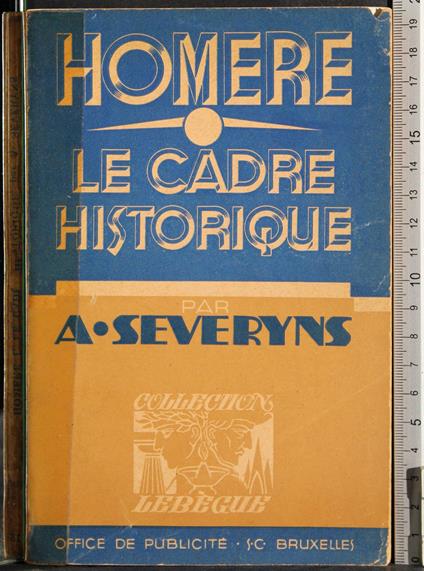 HOMERE
LE CADRE
HISTORIQUE
PAR
A•SEVERYNS
COLLECTION
LEBÈGUE
OFFICE DE PUBLICITÉ · S·C· BRUXELLES